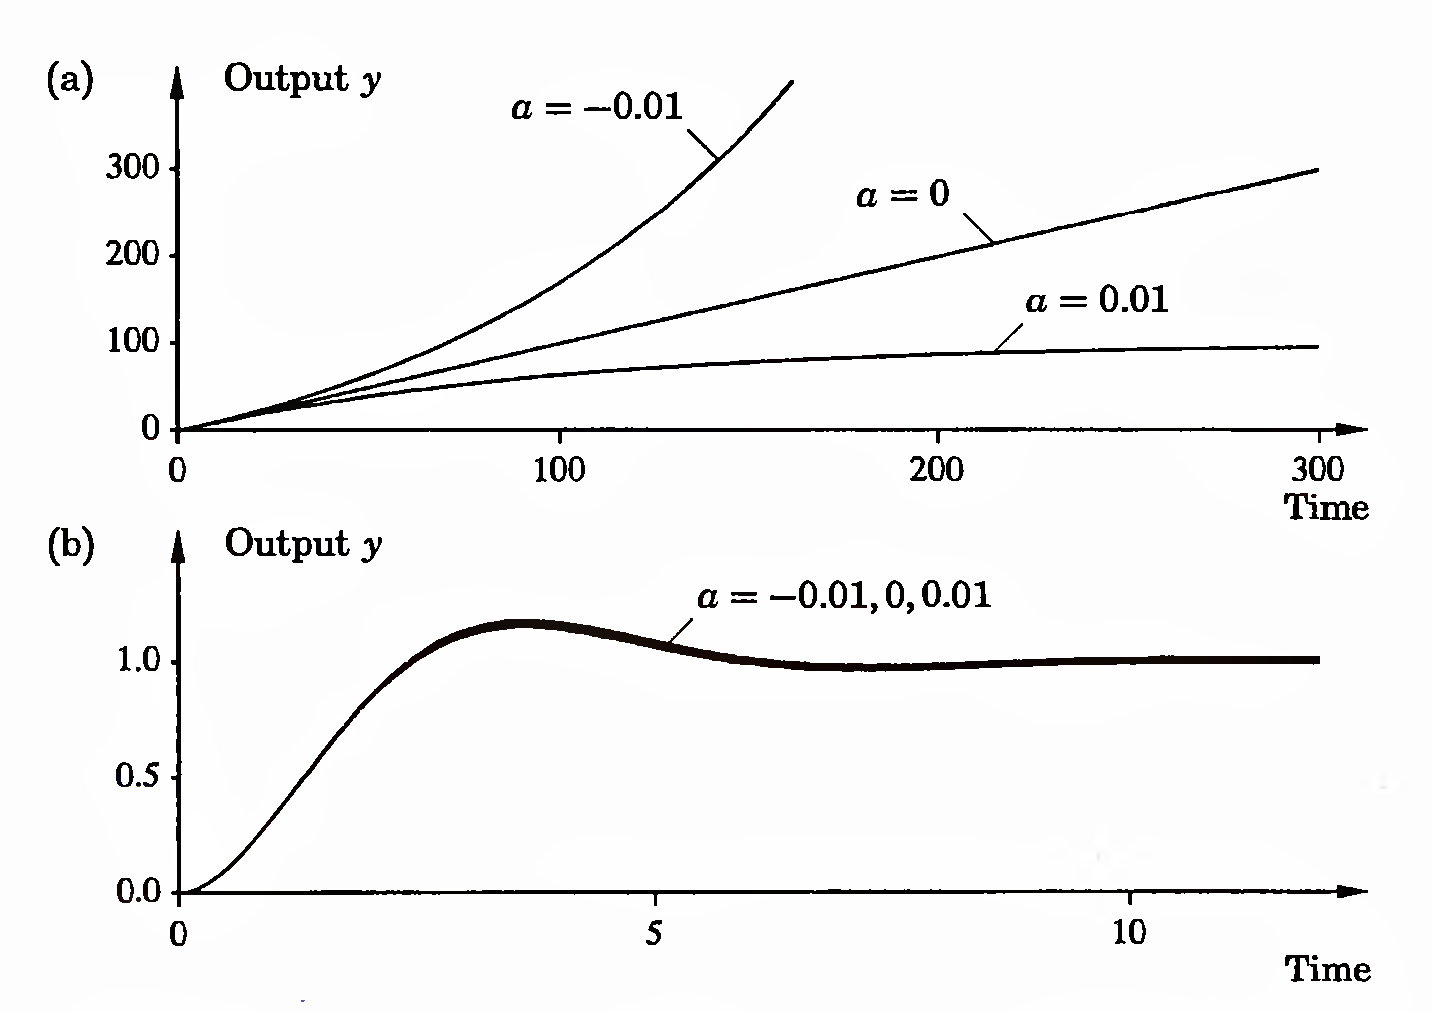 (a) Output y
a = −0.01
300
a = 0
200
a = 0.01
100
0
0 100 200 300
Time
(b) Output y
a = −0.01, 0, 0.01
1.0
0.5
0.0
0 5 10
Time